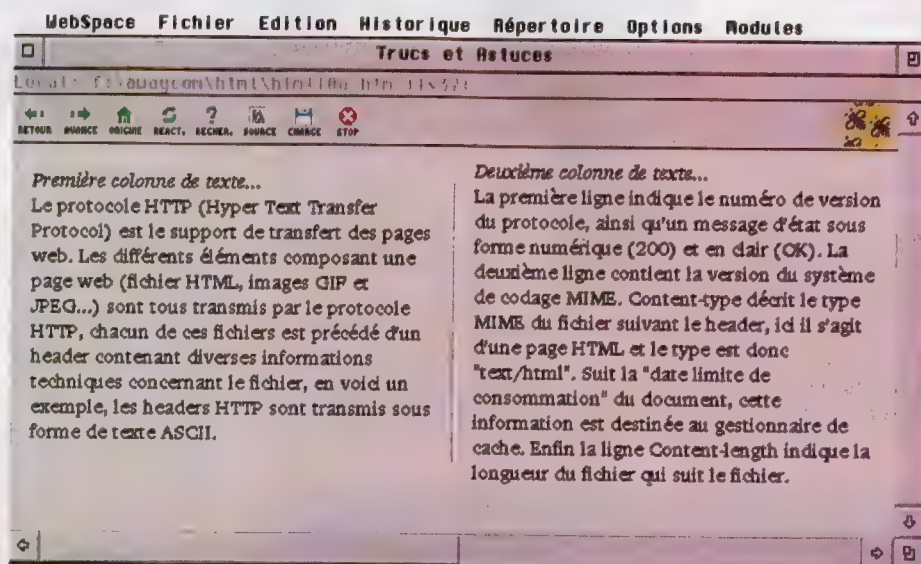 WebSpace Fichier Edition Historique Répertoire Options Modules
Trucs et Astuces
RETOUR AVANCE ORIGINE REACT. RECHER. SOURCE CHARGE STOP
Première colonne de texte...
Le protocole HTTP (Hyper Text Transfer
Protocol) est le support de transfert des pages
web. Les différents éléments composant une
page web (fichier HTML, images GIF et
JPEG...) sont tous transmis par le protocole
HTTP, chacun de ces fichiers est précédé d'un
header contenant diverses informations
techniques concernant le fichier, en voici un
exemple, les headers HTTP sont transmis sous
forme de texte ASCII.
Deuxième colonne de texte...
La première ligne indique le numéro de version
du protocole, ainsi qu'un message d'état sous
forme numérique (200) et en clair (OK). La
deuxième ligne contient la version du système
de codage MIME. Content-type décrit le type
MIME du fichier suivant le header, ici il s'agit
d'une page HTML et le type est donc
"text/html". Suit la "date limite de
consommation" du document, cette
information est destinée au gestionnaire de
cache. Enfin la ligne Content-length indique la
longueur du fichier qui suit le fichier.